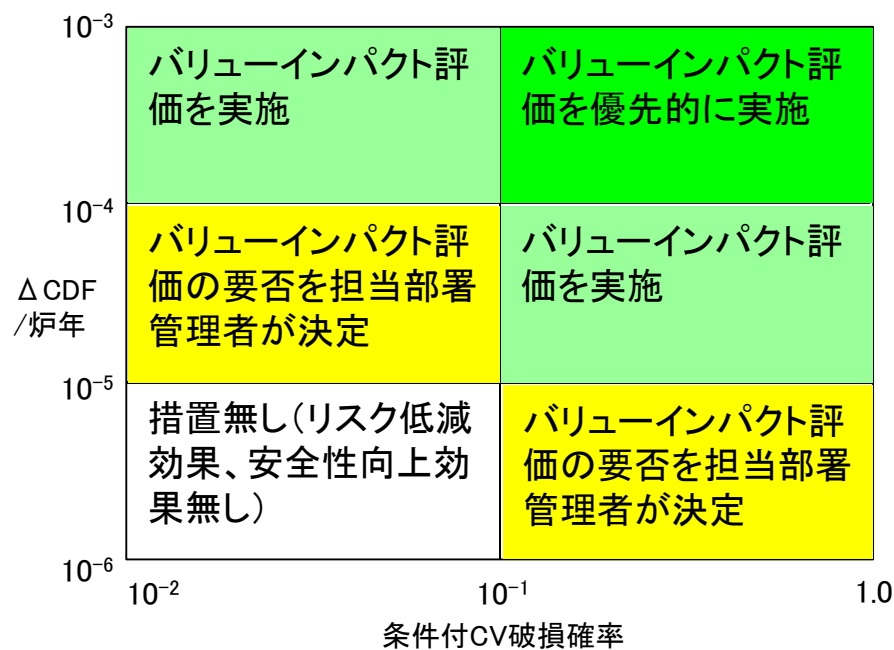 10⁻³
バリューインパクト評
価を実施
バリューインパクト評
価を優先的に実施
10⁻⁴
バリューインパクト評
価の要否を担当部署
管理者が決定
バリューインパクト評
価を実施
ΔCDF
/炉年
10⁻⁵
措置無し(リスク低減
効果、安全性向上効
果無し)
バリューインパクト評
価の要否を担当部署
管理者が決定
10⁻⁶
10⁻²
10⁻¹
1.0
条件付CV破損確率